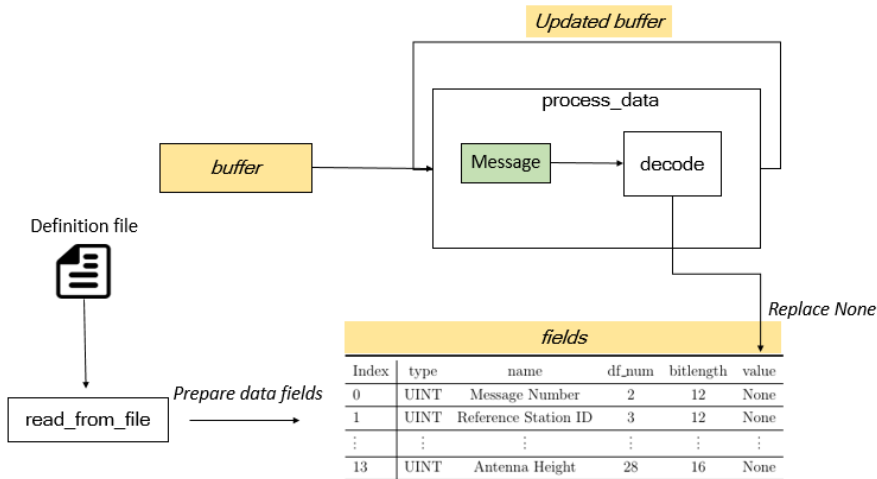 Updated buffer
process_data
buffer
Message
decode
Definition file
Replace None
fields
Index type name df_num bitlength value
0 UINT Message Number 2 12 None
1 UINT Reference Station ID 3 12 None
⋮ ⋮ ⋮ ⋮ ⋮ ⋮
13 UINT Antenna Height 28 16 None
Prepare data fields
read_from_file